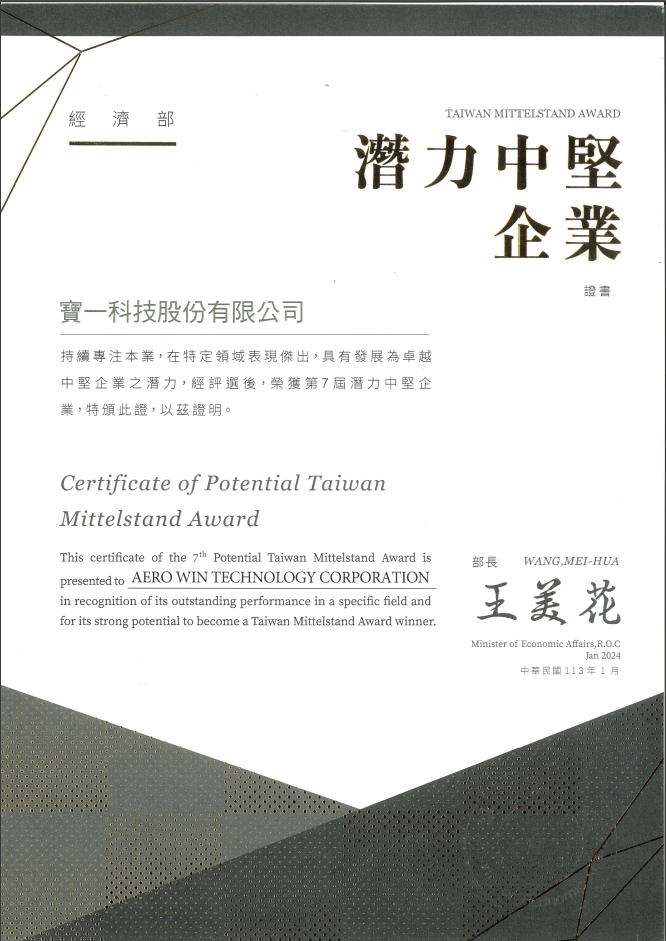 經濟部
TAIWAN MITTELSTAND AWARD
潛力中堅
企業
證書
寶一科技股份有限公司
持續專注本業，在特定領域表現傑出，具有發展為卓越
中堅企業之潛力，經評選後，榮獲第7屆潛力中堅企
業，特頒此證，以茲證明。
Certificate of Potential Taiwan
Mittelstand Award
This certificate of the 7th Potential Taiwan Mittelstand Award is
presented to AERO WIN TECHNOLOGY CORPORATION
in recognition of its outstanding performance in a specific field and
for its strong potential to become a Taiwan Mittelstand Award winner.
部長 WANG,MEI-HUA
王美花
Minister of Economic Affairs,R.O.C
Jan 2024
中華民國113年 1 月